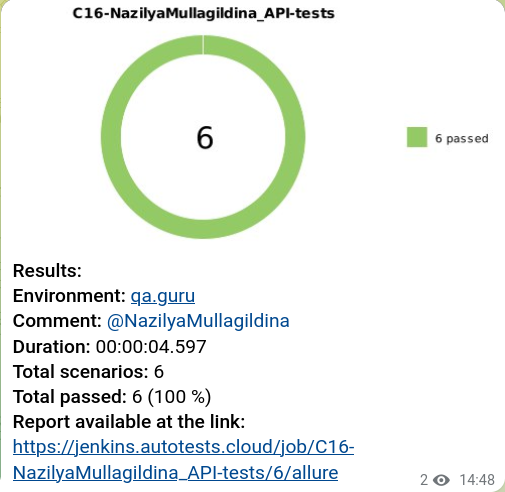 C16-NazilyaMullagildina_API-tests
6
6 passed
Results:
Environment: qa.guru
Comment: @NazilyaMullagildina
Duration: 00:00:04.597
Total scenarios: 6
Total passed: 6 (100 %)
Report available at the link:
https://jenkins.autotests.cloud/job/C16-
NazilyaMullagildina_API-tests/6/allure
2 14:48